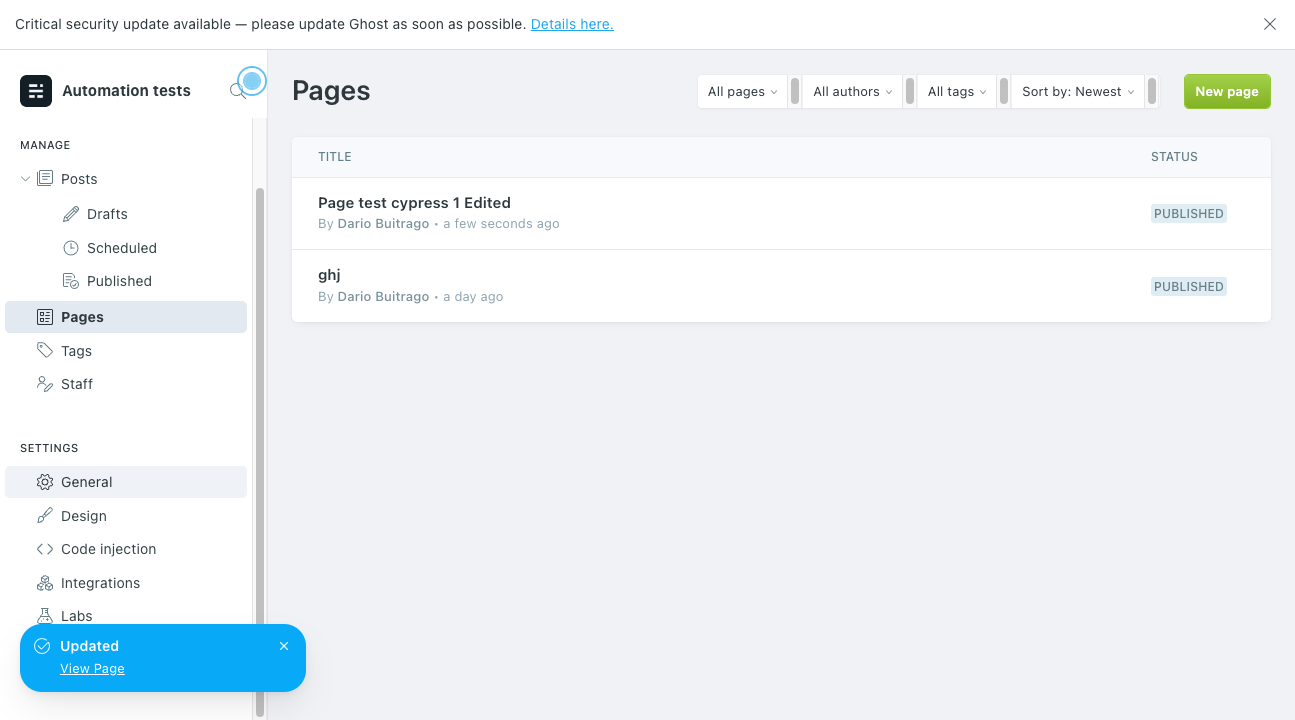 Critical security update available — please update Ghost as soon as possible. Details here.
Automation tests
Pages
All pages
All authors
All tags
Sort by: Newest
New page
MANAGE
Posts
Drafts
Scheduled
Published
Pages
Tags
Staff
SETTINGS
General
Design
Code injection
Integrations
Labs
TITLE
STATUS
Page test cypress 1 Edited
By Dario Buitrago • a few seconds ago
PUBLISHED
ghj
By Dario Buitrago • a day ago
PUBLISHED
Updated
View Page